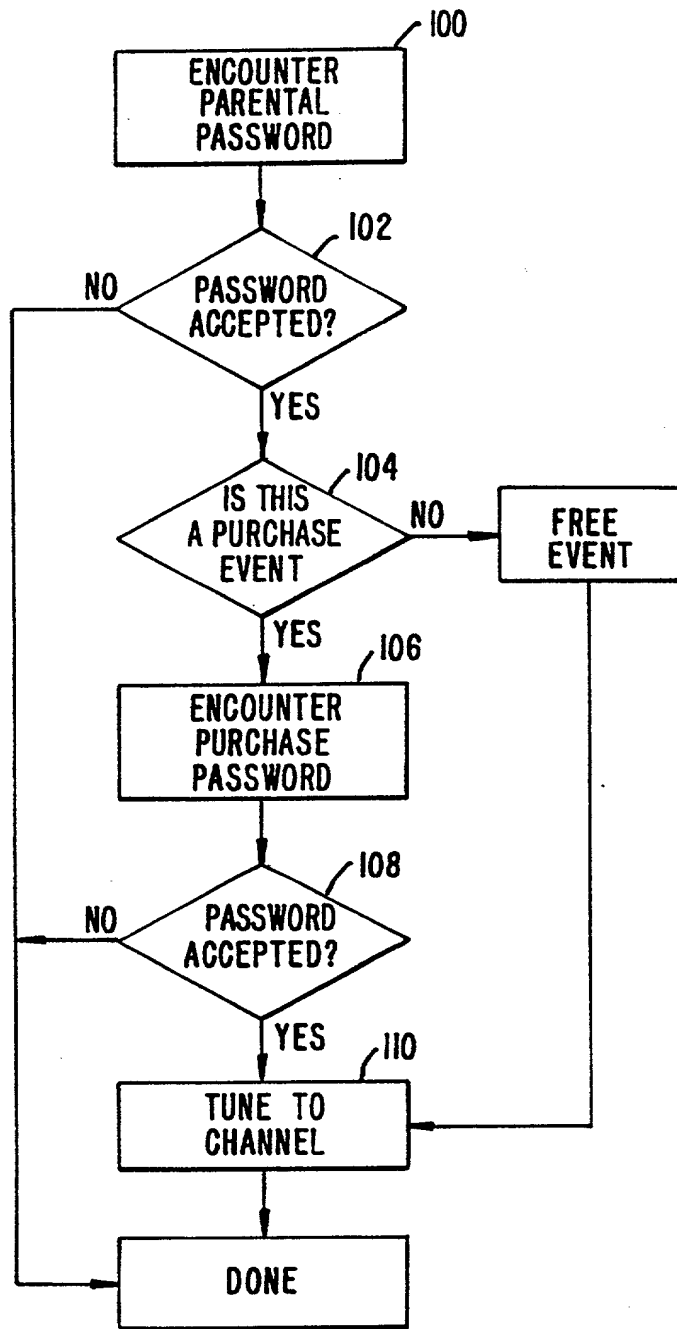 100
ENCOUNTER
PARENTAL
PASSWORD
102
NO
PASSWORD
ACCEPTED?
YES
104
IS THIS
A PURCHASE
EVENT
NO
FREE
EVENT
YES
106
ENCOUNTER
PURCHASE
PASSWORD
108
NO
PASSWORD
ACCEPTED?
YES
110
TUNE TO
CHANNEL
DONE